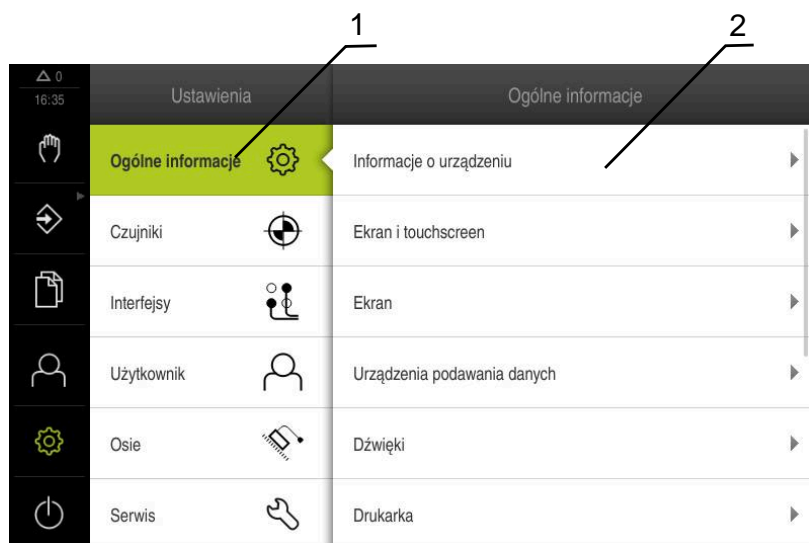 1
2
0
16:35
Ustawienia
Ogólne informacje
Ogólne informacje
Informacje o urządzeniu
Czujniki
Ekran i touchscreen
Interfejsy
Ekran
Użytkownik
Urządzenia podawania danych
Osie
Dźwięki
Serwis
Drukarka